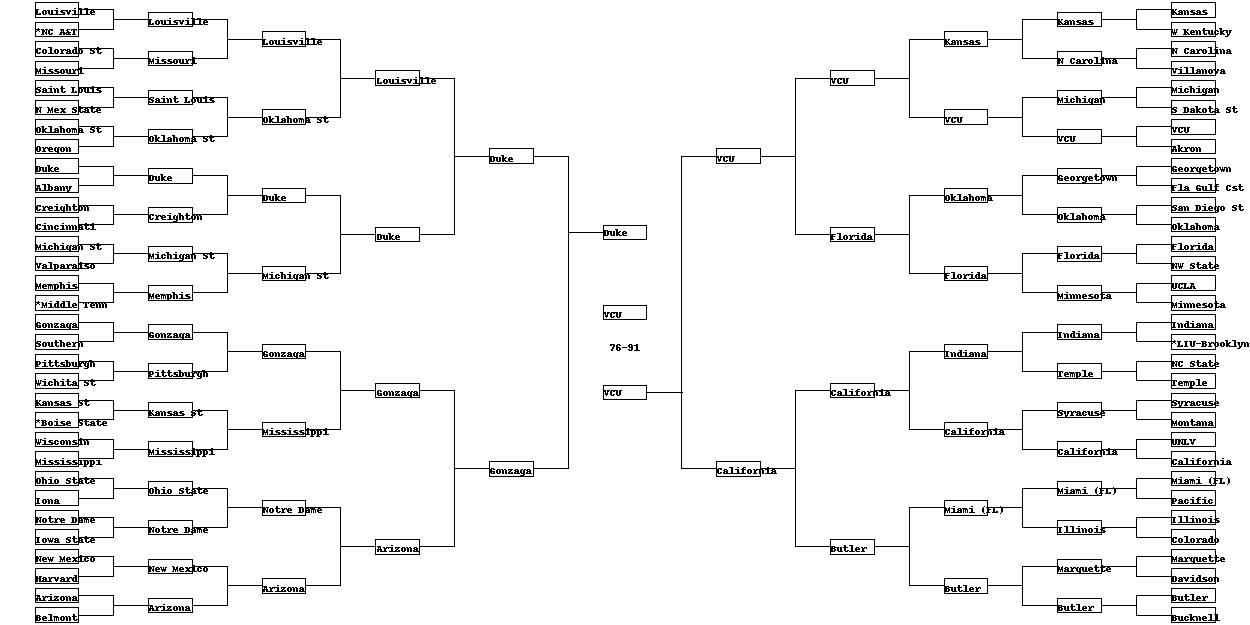 Louisville
*NC A&T
Colorado St
Missouri
Saint Louis
N Mex State
Oklahoma St
Oregon
Duke
Albany
Creighton
Cincinnati
Michigan St
Valparaiso
Memphis
*Middle Tenn
Gonzaga
Southern
Pittsburgh
Wichita St
Kansas St
*Boise State
Wisconsin
Mississippi
Ohio State
Iona
Notre Dame
Iowa State
New Mexico
Harvard
Arizona
Belmont
Louisville
Missouri
Saint Louis
Oklahoma St
Duke
Creighton
Michigan St
Memphis
Gonzaga
Pittsburgh
Kansas St
Mississippi
Ohio State
Notre Dame
New Mexico
Arizona
Louisville
Oklahoma St
Duke
Michigan St
Gonzaga
Mississippi
Notre Dame
Arizona
Louisville
Duke
Gonzaga
Arizona
Duke
Gonzaga
Duke
VCU
76-91
VCU
VCU
California
VCU
Florida
California
Butler
Kansas
VCU
Oklahoma
Florida
Indiana
California
Miami (FL)
Butler
Kansas
N Carolina
Michigan
VCU
Georgetown
Oklahoma
Florida
Minnesota
Indiana
Temple
Syracuse
California
Miami (FL)
Illinois
Marquette
Butler
Kansas
W Kentucky
N Carolina
Villanova
Michigan
S Dakota St
VCU
Akron
Georgetown
Fla Gulf Cst
San Diego St
Oklahoma
Florida
NW State
UCLA
Minnesota
Indiana
*LIU-Brooklyn
NC State
Temple
Syracuse
Montana
UNLV
California
Miami (FL)
Pacific
Illinois
Colorado
Marquette
Davidson
Butler
Bucknell